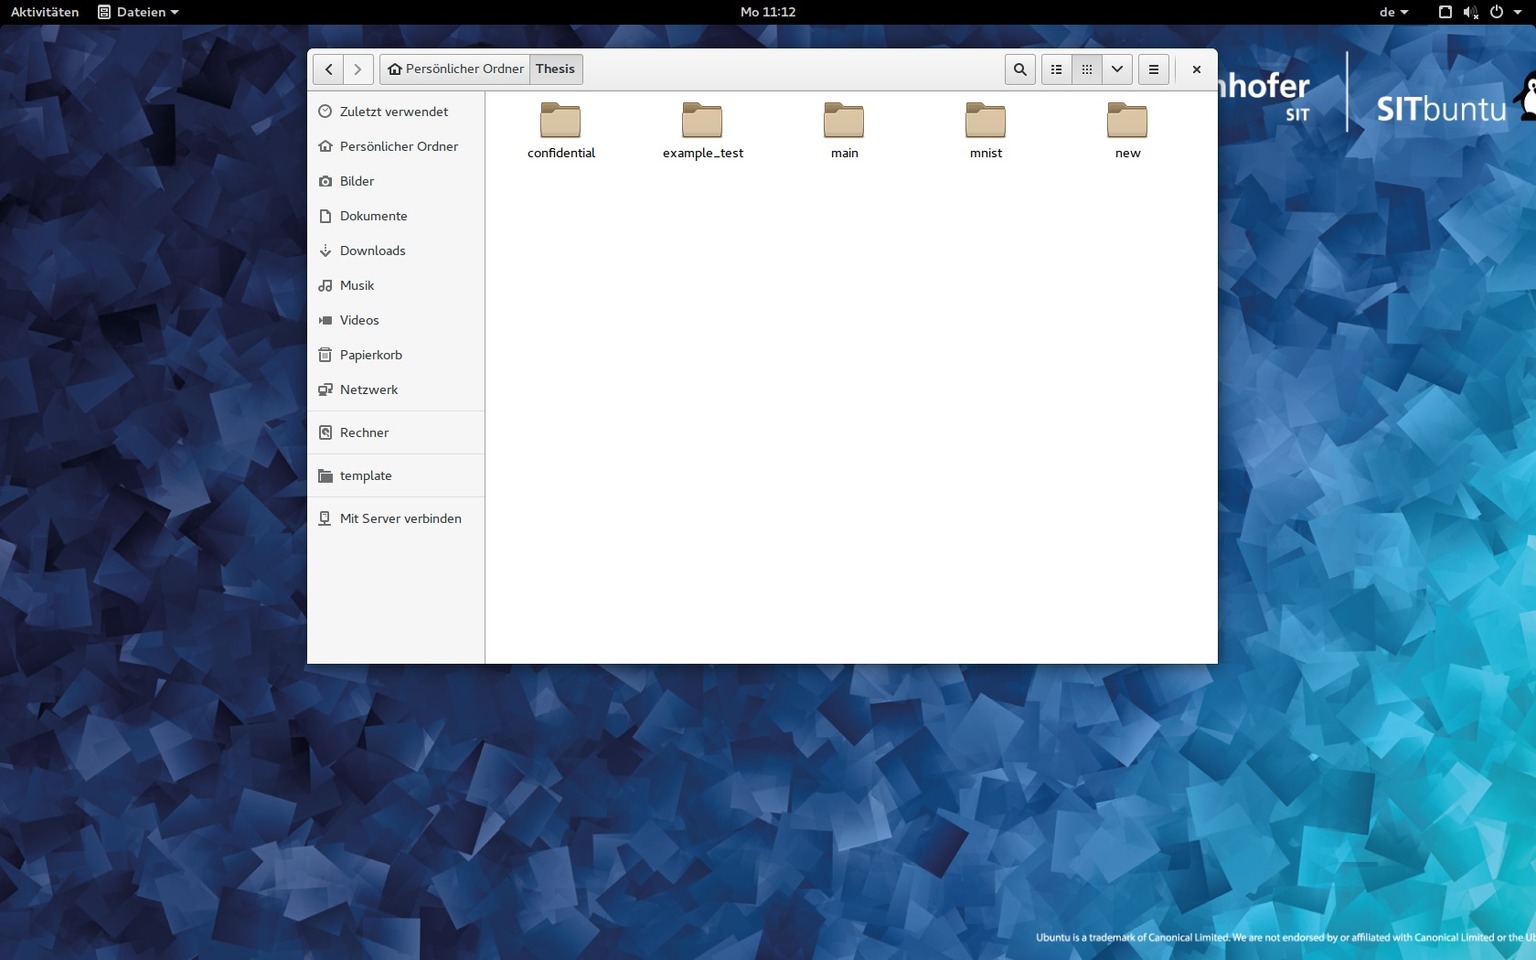 Aktivitäten Dateien Mo 11:12 de
Persönlicher Ordner Thesis
nhofer
SIT
SITbuntu
Zuletzt verwendet
Persönlicher Ordner
Bilder
Dokumente
Downloads
Musik
Videos
Papierkorb
Netzwerk
Rechner
template
Mit Server verbinden
confidential example_test main mnist new
Ubuntu is a trademark of Canonical Limited. We are not endorsed by or affiliated with Canonical Limited or the Ub